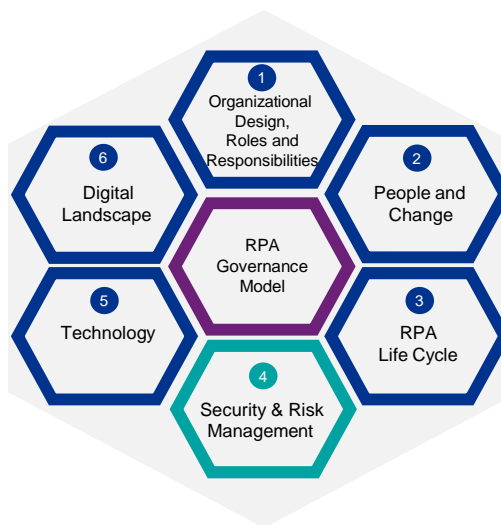 1
Organizational
Design,
Roles and
Responsibilities
2
People and
Change
3
RPA
Life Cycle
4
Security & Risk
Management
5
Technology
6
Digital
Landscape
RPA
Governance
Model